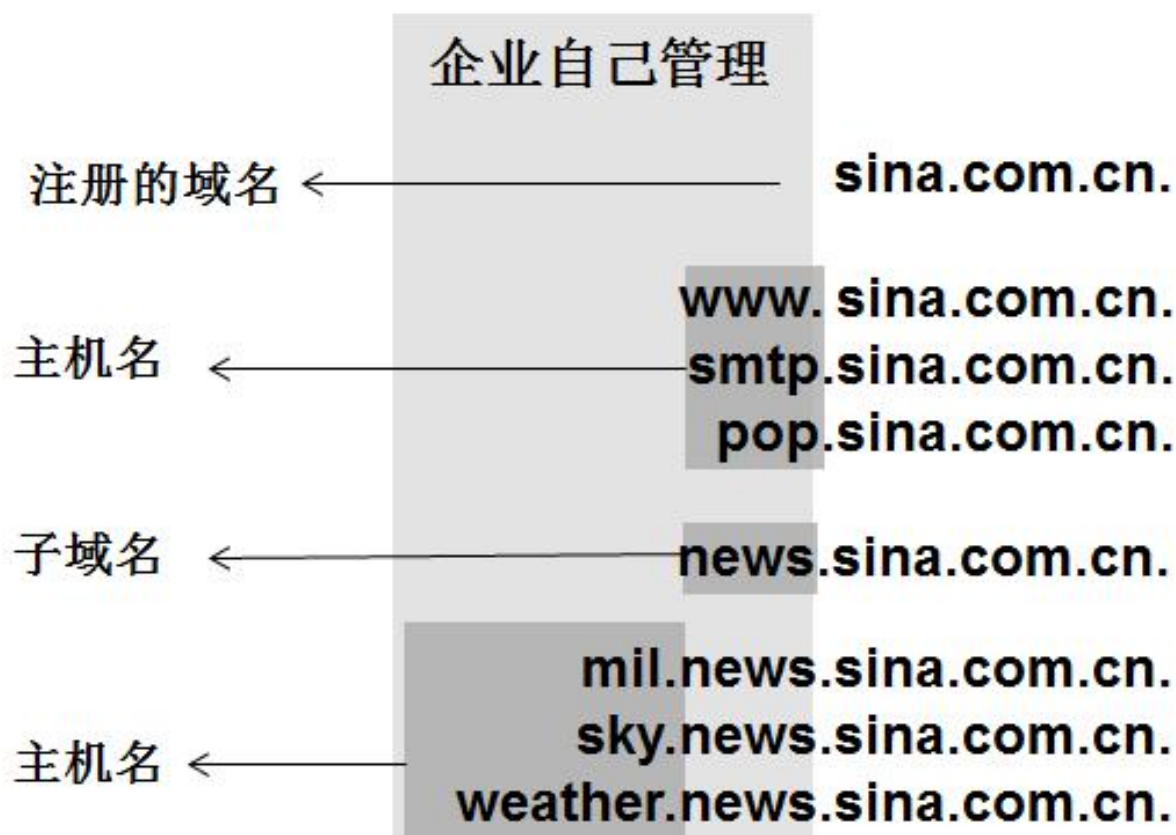 企业自己管理
注册的域名 sina.com.cn.
www. sina.com.cn.
主机名 smtp.sina.com.cn.
pop.sina.com.cn.
子域名 news.sina.com.cn.
mil.news.sina.com.cn.
sky.news.sina.com.cn.
主机名 weather.news.sina.com.cn.